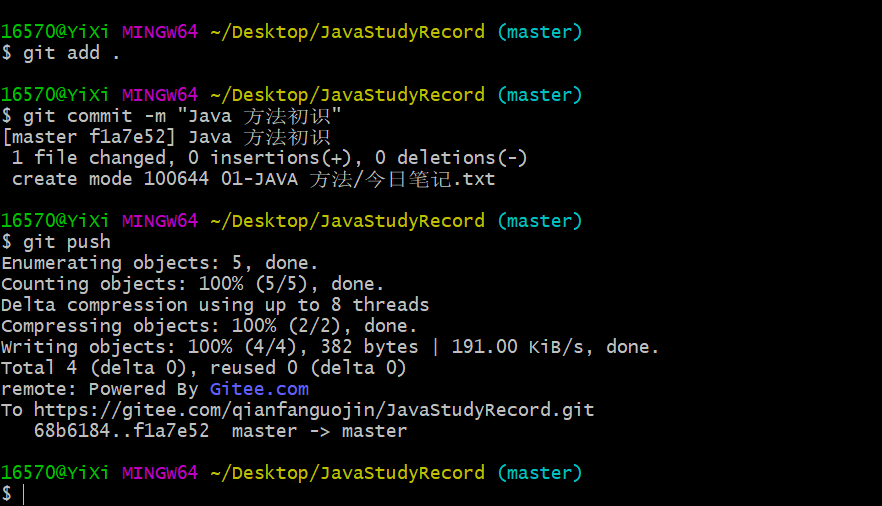 16570@YiXi MINGW64 ~/Desktop/JavaStudyRecord (master)
$ git add .
16570@YiXi MINGW64 ~/Desktop/JavaStudyRecord (master)
$ git commit -m "Java 方法初识"
[master f1a7e52] Java 方法初识
 1 file changed, 0 insertions(+), 0 deletions(-)
 create mode 100644 01-JAVA 方法/今日笔记.txt
16570@YiXi MINGW64 ~/Desktop/JavaStudyRecord (master)
$ git push
Enumerating objects: 5, done.
Counting objects: 100% (5/5), done.
Delta compression using up to 8 threads
Compressing objects: 100% (2/2), done.
Writing objects: 100% (4/4), 382 bytes | 191.00 KiB/s, done.
Total 4 (delta 0), reused 0 (delta 0)
remote: Powered By Gitee.com
To https://gitee.com/qianfanguojin/JavaStudyRecord.git
   68b6184..f1a7e52  master -> master
16570@YiXi MINGW64 ~/Desktop/JavaStudyRecord (master)
$